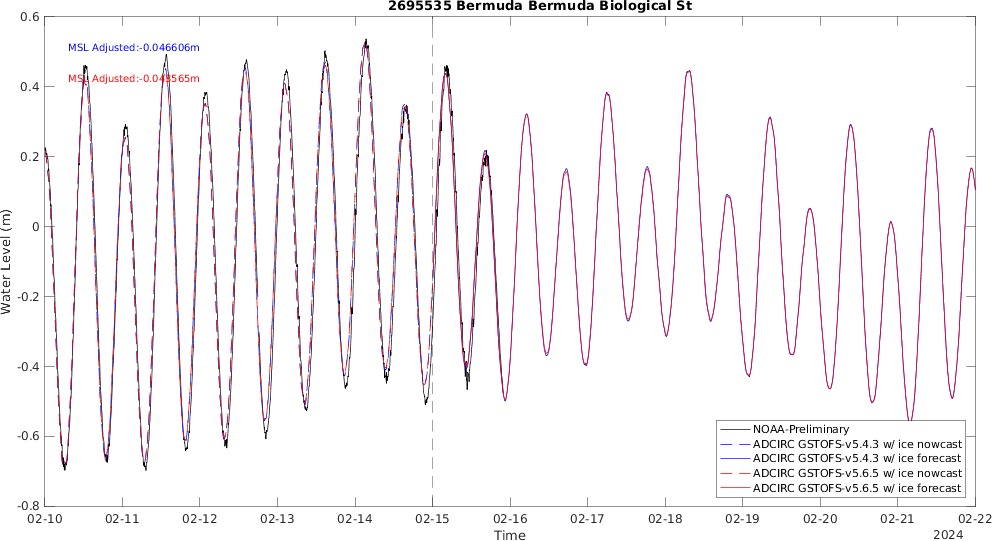 2695535 Bermuda Bermuda Biological St
MSL Adjusted:-0.046606m
MSL
0.6
0.4
0.2
0
-0.2
-0.4
-0.6
-0.8
Water Level (m)
NOAA-Preliminary
ADCIRC GSTOFS-v5.4.3 w/ ice nowcast
ADCIRC GSTOFS-v5.4.3 w/ ice forecast
ADCIRC GSTOFS-v5.6.5 w/ ice nowcast
ADCIRC GSTOFS-v5.6.5 w/ ice forecast
02-10 02-11 02-12 02-13 02-14 02-15 02-16 02-17 02-18 02-19 02-20 02-21 02-22
Time
2024